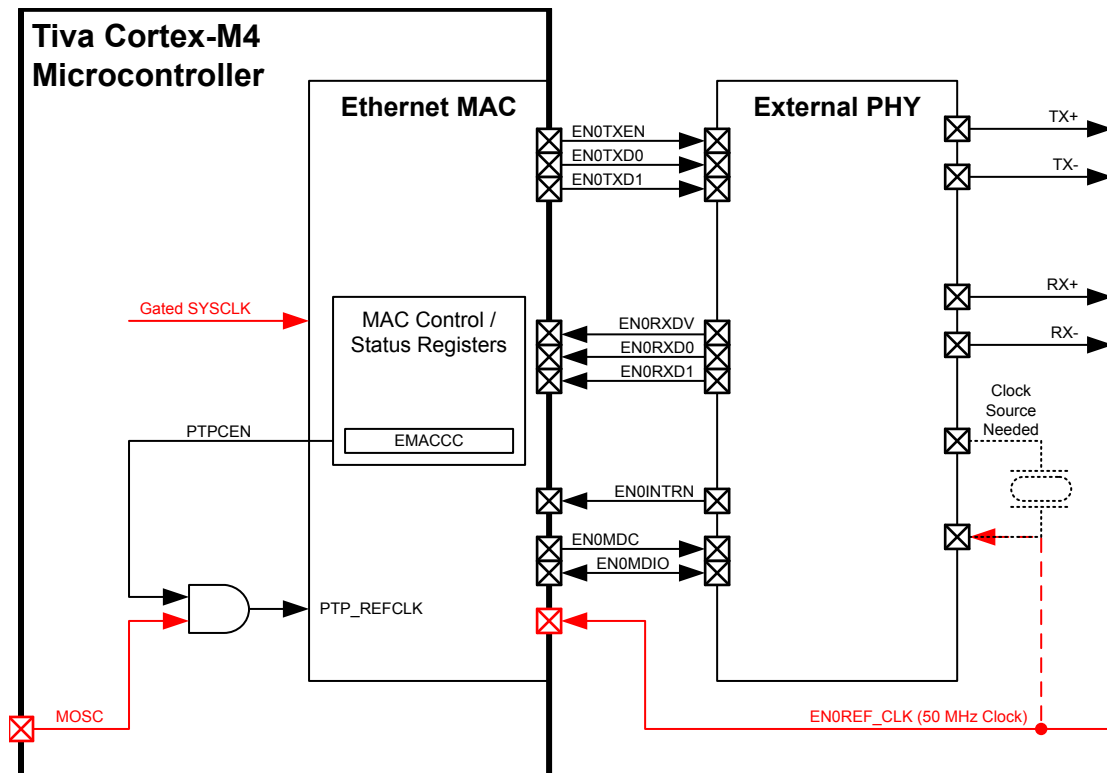 Tiva Cortex-M4
Microcontroller
Ethernet MAC
External PHY
EN0TXEN
EN0TXD0
EN0TXD1
TX+
TX-
Gated SYSCLK
MAC Control /
Status Registers
EMACCC
PTPCEN
EN0RXDV
EN0RXD0
EN0RXD1
RX+
RX-
Clock
Source
Needed
EN0INTRN
EN0MDC
EN0MDIO
PTP_REFCLK
MOSC
EN0REF_CLK (50 MHz Clock)